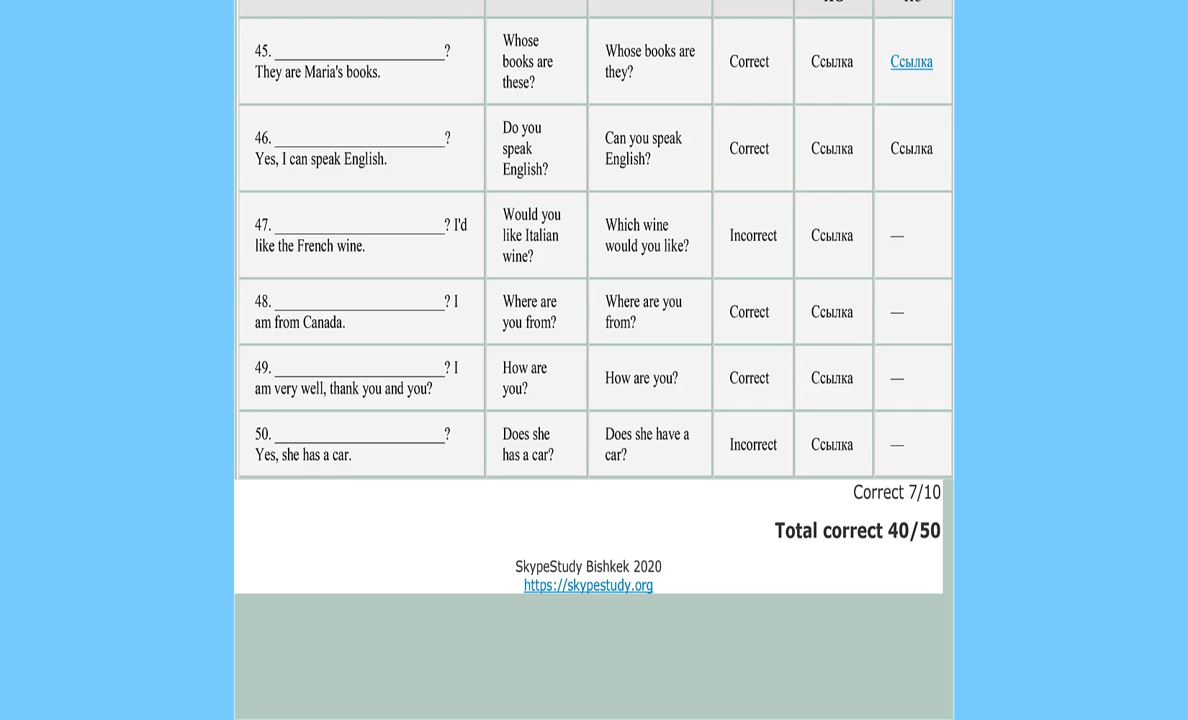 45. ______________________?
They are Maria's books.
Whose
books are
these?
Whose books are
they?
Correct
Ссылка
Ссылка
46. ______________________?
Yes, I can speak English.
Do you
speak
English?
Can you speak
English?
Correct
Ссылка
Ссылка
47. ______________________? I'd
like the French wine.
Would you
like Italian
wine?
Which wine
would you like?
Incorrect
Ссылка
—
48. ______________________? I
am from Canada.
Where are
you from?
Where are you
from?
Correct
Ссылка
—
49. ______________________? I
am very well, thank you and you?
How are
you?
How are you?
Correct
Ссылка
—
50. ______________________?
Yes, she has a car.
Does she
has a car?
Does she have a
car?
Incorrect
Ссылка
—
Correct 7/10
Total correct 40/50
SkypeStudy Bishkek 2020
https://skypestudy.org